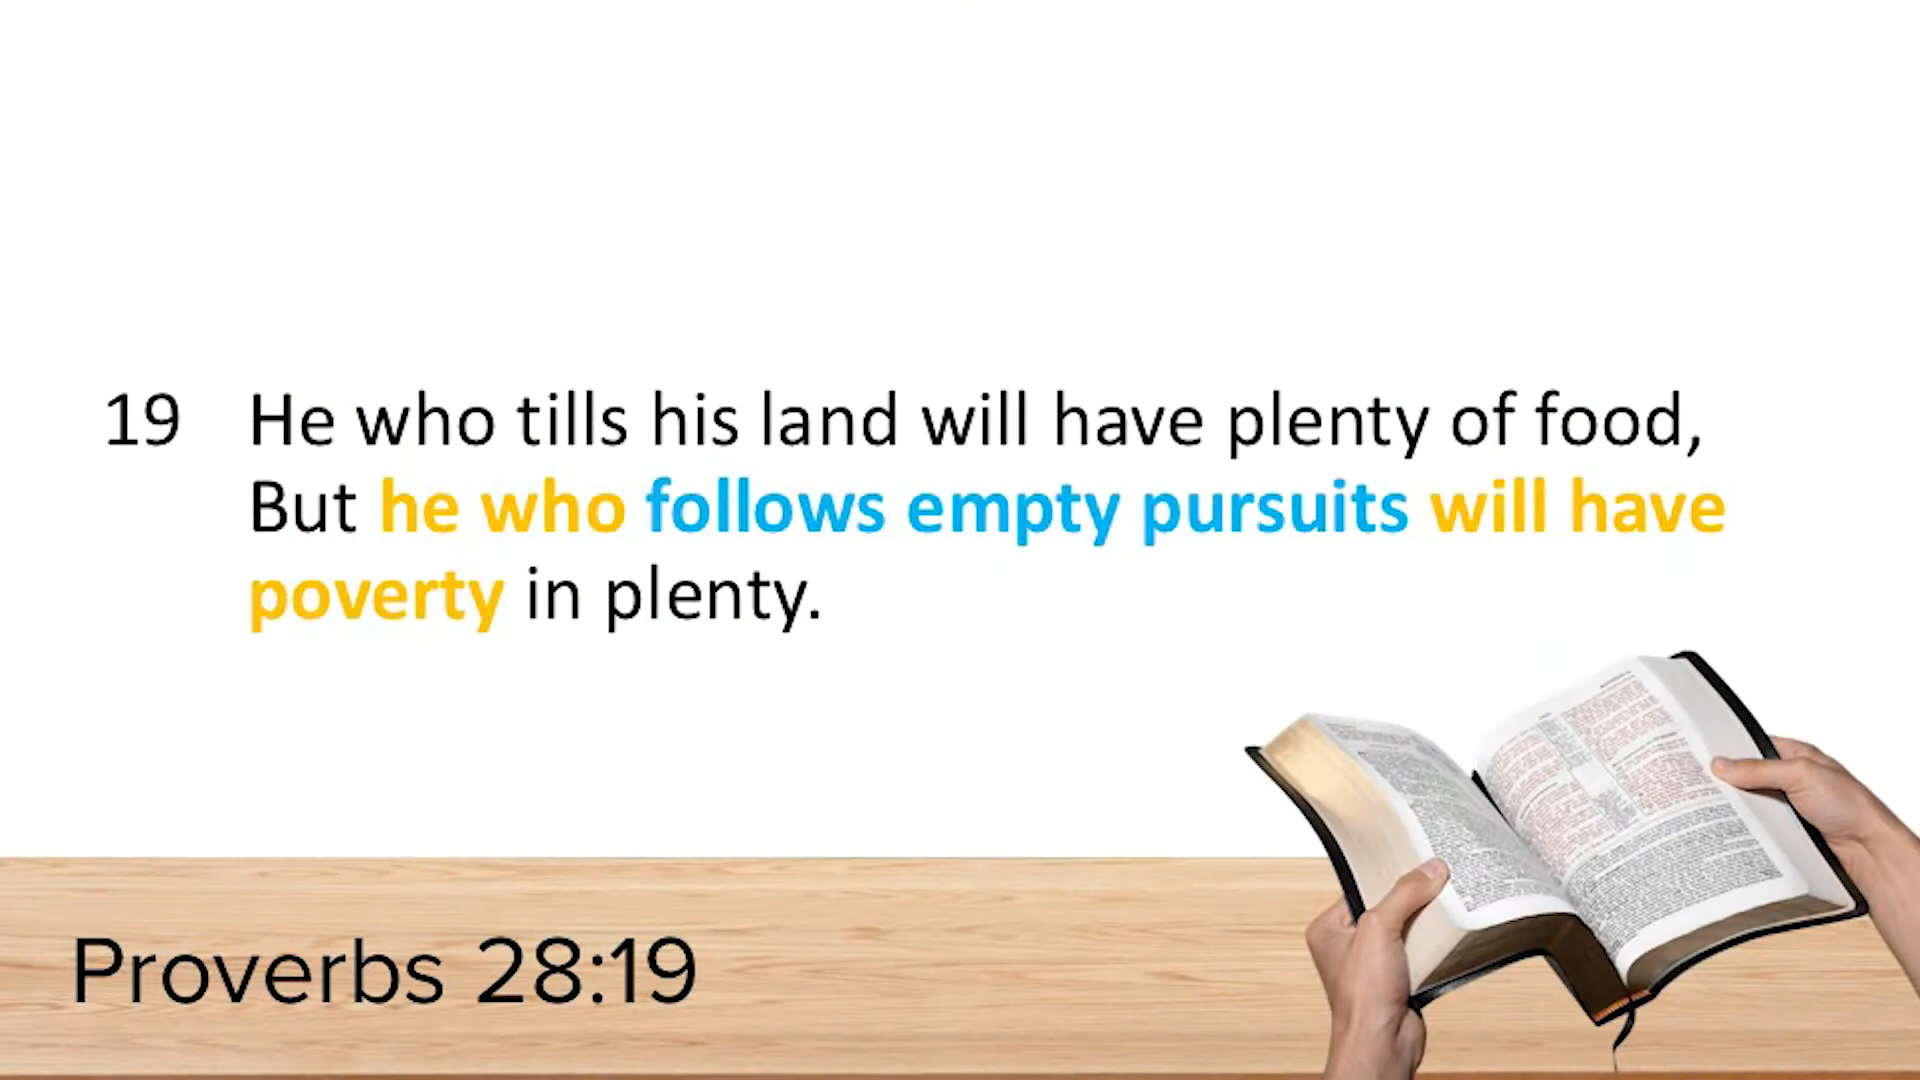 19 He who tills his land will have plenty of food,
But he who follows empty pursuits will have
poverty in plenty.
Proverbs 28:19